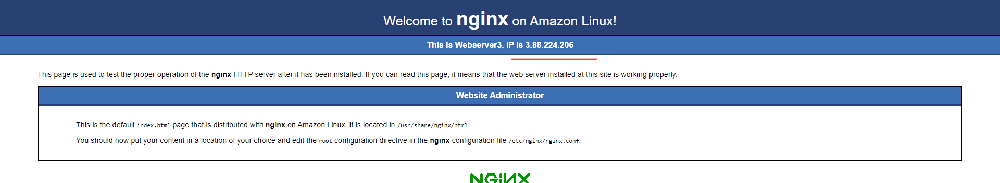 Welcome to nginx on Amazon Linux!
This is Webserver3. IP is 3.88.224.206
This page is used to test the proper operation of the nginx HTTP server after it has been installed. If you can read this page, it means that the web server installed at this site is working properly.
Website Administrator
This is the default index.html page that is distributed with nginx on Amazon Linux. It is located in /usr/share/nginx/html.
You should now put your content in a location of your choice and edit the root configuration directive in the nginx configuration file /etc/nginx/nginx.conf.
NGINX